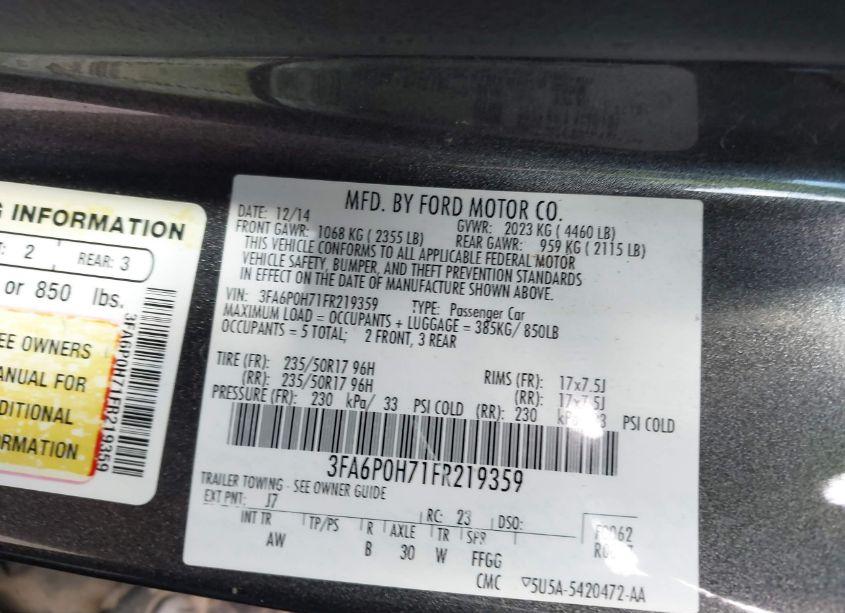 G INFORMATION
: 2 REAR: 3
or 850 lbs.
EE OWNERS
ANUAL FOR
DITIONAL
ORMATION
3FA6P0H71FR219359
MFD. BY FORD MOTOR CO.
DATE: 12/14 GVWR: 2023 KG ( 4460 LB)
FRONT GAWR: 1068 KG ( 2355 LB) REAR GAWR: 959 KG ( 2115 LB)
THIS VEHICLE CONFORMS TO ALL APPLICABLE FEDERAL MOTOR
VEHICLE SAFETY, BUMPER, AND THEFT PREVENTION STANDARDS
IN EFFECT ON THE DATE OF MANUFACTURE SHOWN ABOVE.
VIN: 3FA6P0H71FR219359 TYPE: Passenger Car
MAXIMUM LOAD = OCCUPANTS + LUGGAGE = 385KG/ 850LB
OCCUPANTS = 5 TOTAL; 2 FRONT, 3 REAR
TIRE (FR): 235/50R17 96H RIMS (FR): 17x7.5J
(RR): 235/50R17 96H (RR): 17x7.5J
PRESSURE (FR): 230 kPa/ 33 PSI COLD (RR): 230 PSI COLD
3FA6P0H71FR219359
TRAILER TOWING - SEE OWNER GUIDE
EXT PNT: J7 RC: 23 DSO:
INT TR TP/PS R AXLE TR SPR
AW B 30 W FFGG
CMC ▽5U5A-5420472-AA